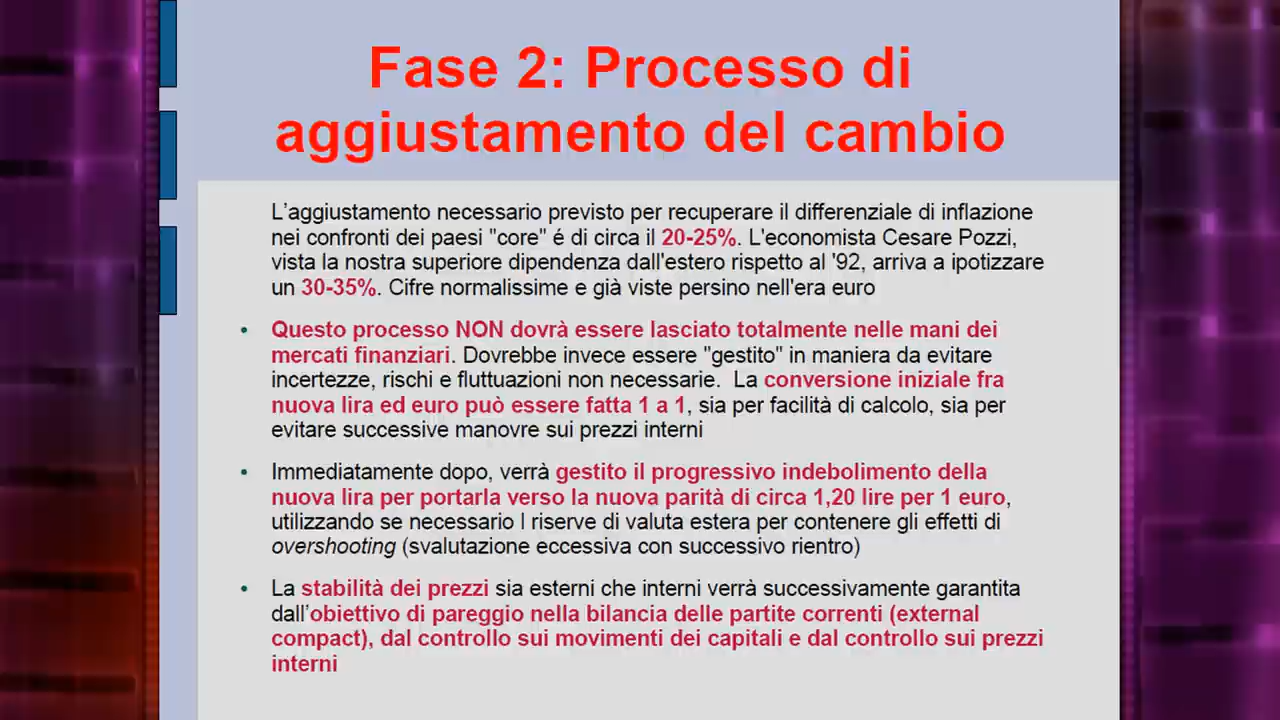 Fase 2: Processo di
aggiustamento del cambio
L'aggiustamento necessario previsto per recuperare il differenziale di inflazione
nei confronti dei paesi "core" é di circa il 20-25%. L'economista Cesare Pozzi,
vista la nostra superiore dipendenza dall'estero rispetto al '92, arriva a ipotizzare
un 30-35%. Cifre normalissime e già viste persino nell'era euro
• Questo processo NON dovrà essere lasciato totalmente nelle mani dei
mercati finanziari. Dovrebbe invece essere "gestito" in maniera da evitare
incertezze, rischi e fluttuazioni non necessarie. La conversione iniziale fra
nuova lira ed euro può essere fatta 1 a 1, sia per facilità di calcolo, sia per
evitare successive manovre sui prezzi interni
• Immediatamente dopo, verrà gestito il progressivo indebolimento della
nuova lira per portarla verso la nuova parità di circa 1,20 lire per 1 euro,
utilizzando se necessario l riserve di valuta estera per contenere gli effetti di
overshooting (svalutazione eccessiva con successivo rientro)
• La stabilità dei prezzi sia esterni che interni verrà successivamente garantita
dall'obiettivo di pareggio nella bilancia delle partite correnti (external
compact), dal controllo sui movimenti dei capitali e dal controllo sui prezzi
interni